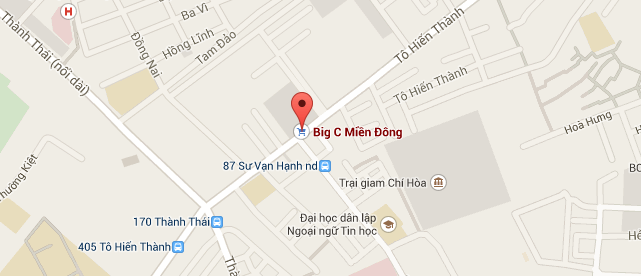 Ba Vì
H
Thành Thái (nối dài)
Đồng Nai
Hồng Lĩnh
Tam Đảo
Tô Hiến Thành
Tô Hiến Thành
Hoà Hưng
Big C Miền Đông
87 Sư Vạn Hạnh nd
Trại giam Chí Hòa
Đại học dân lập
Ngoại ngữ Tin học
170 Thành Thái
405 Tô Hiến Thành